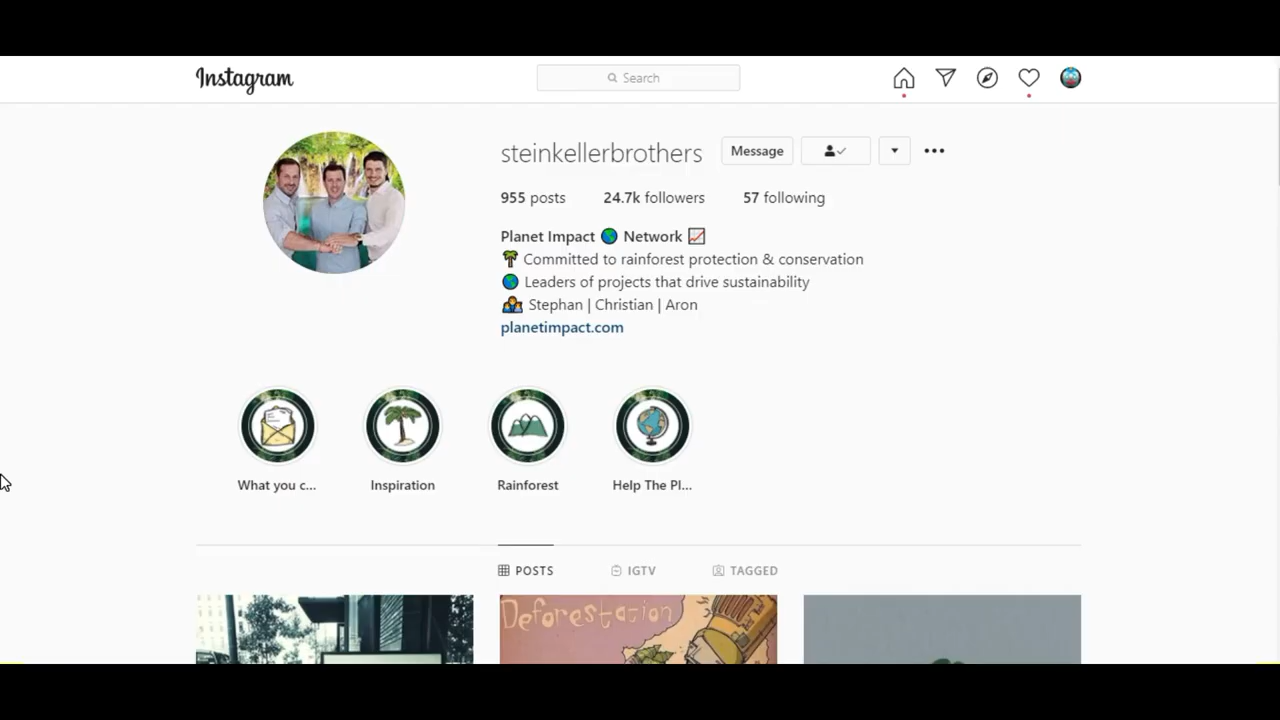 Instagram
Search
steinkellerbrothers
Message
955 posts 24.7k followers 57 following
Planet Impact 🌎 Network 📈
🌴 Committed to rainforest protection & conservation
🌎 Leaders of projects that drive sustainability
Stephan | Christian | Aron
planetimpact.com
What you c... Inspiration Rainforest Help The Pl...
POSTS IGTV TAGGED
Deforestation